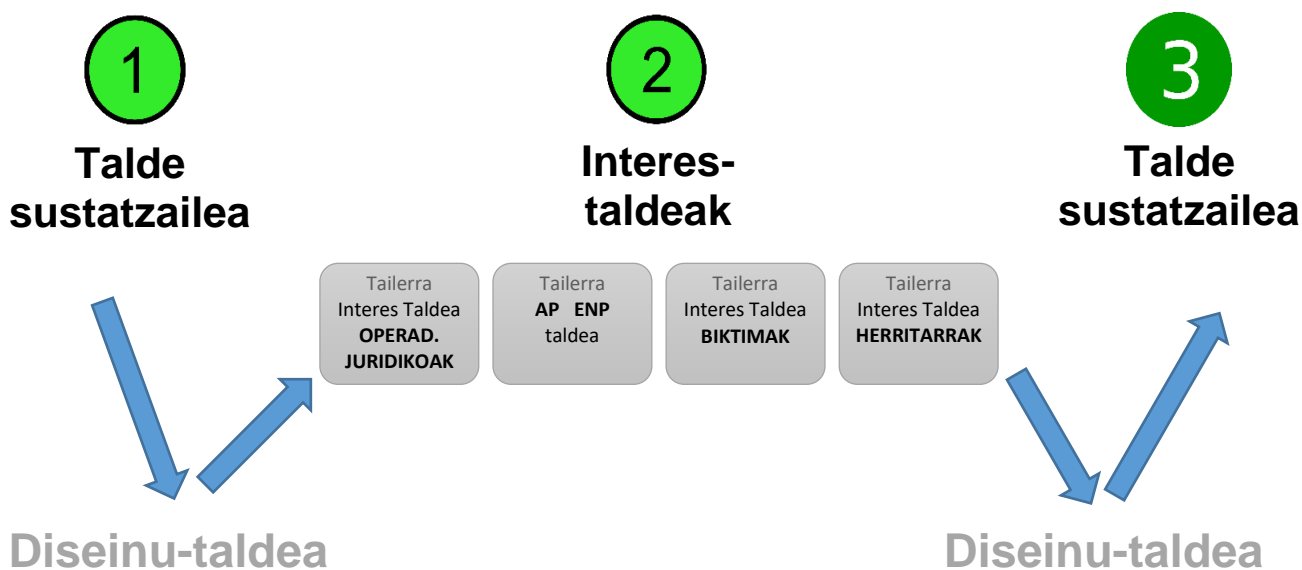 1
Talde
sustatzailea
2
Interes-
taldeak
3
Talde
sustatzailea
Tailerra
Interes Taldea
OPERAD.
JURIDIKOAK
Tailerra
AP ENP
taldea
Tailerra
Interes Taldea
BIKTIMAK
Tailerra
Interes Taldea
HERRITARRAK
Diseinu-taldea
Diseinu-taldea